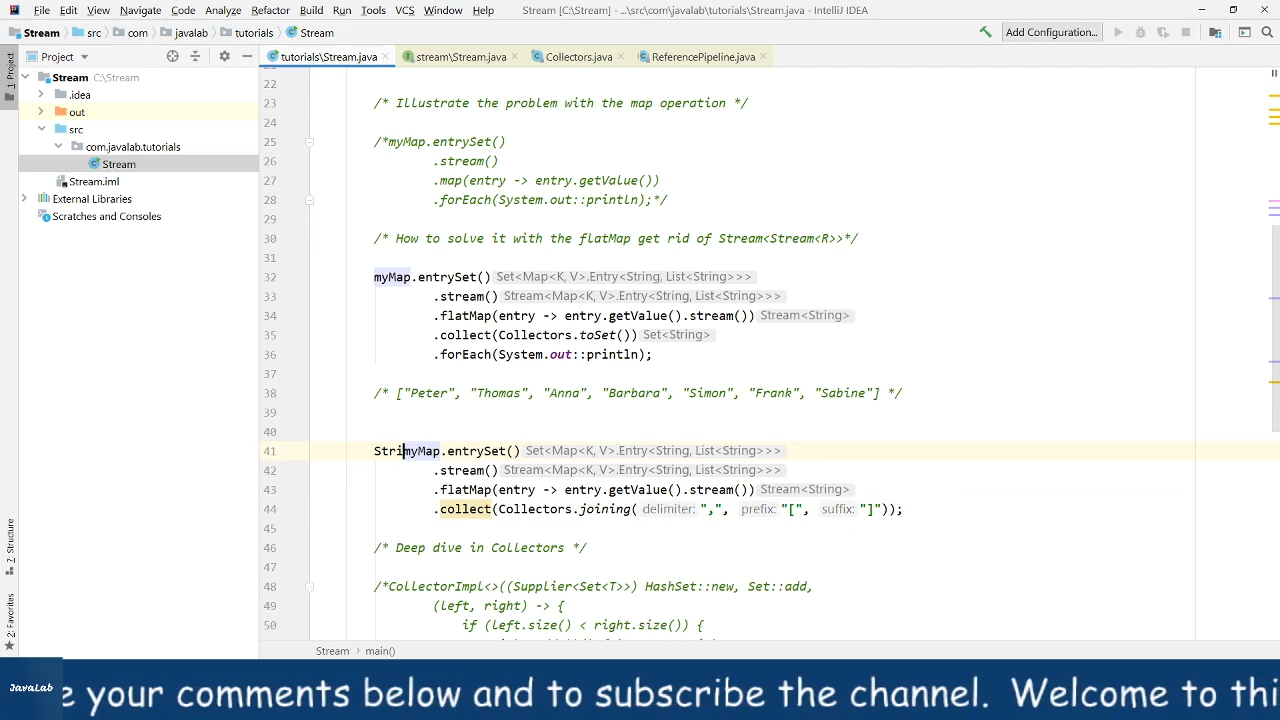 File Edit View Navigate Code Analyze Refactor Build Run Tools VCS Window Help Stream [C:\Stream] - ...\src\com\javalab\tutorials\Stream.java - IntelliJ IDEA
Stream src com javalab tutorials Stream Add Configuration...
Project tutorials\Stream.java stream\Stream.java Collectors.java ReferencePipeline.java
1: Project
Stream C:\Stream
.idea
out
src
com.javalab.tutorials
Stream
Stream.iml
External Libraries
Scratches and Consoles
7: Structure
2: Favorites
22
23 /* Illustrate the problem with the map operation */
24
25 /*myMap.entrySet()
26 .stream()
27 .map(entry -> entry.getValue())
28 .forEach(System.out::println);*/
29
30 /* How to solve it with the flatMap get rid of Stream<Stream<R>>*/
31
32 myMap.entrySet() Set<Map<K, V>.Entry<String, List<String>>>
33 .stream() Stream<Map<K, V>.Entry<String, List<String>>>
34 .flatMap(entry -> entry.getValue().stream()) Stream<String>
35 .collect(Collectors.toSet()) Set<String>
36 .forEach(System.out::println);
37
38 /* ["Peter", "Thomas", "Anna", "Barbara", "Simon", "Frank", "Sabine"] */
39
40
41 StrimyMap.entrySet() Set<Map<K, V>.Entry<String, List<String>>>
42 .stream() Stream<Map<K, V>.Entry<String, List<String>>>
43 .flatMap(entry -> entry.getValue().stream()) Stream<String>
44 .collect(Collectors.joining( delimiter: ",", prefix: "[", suffix: "]"));
45
46 /* Deep dive in Collectors */
47
48 /*CollectorImpl<>((Supplier<Set<T>>) HashSet::new, Set::add,
49 (left, right) -> {
50 if (left.size() < right.size()) {
Stream > main()
JavaLab
e your comments below and to subscribe the channel. Welcome to thi